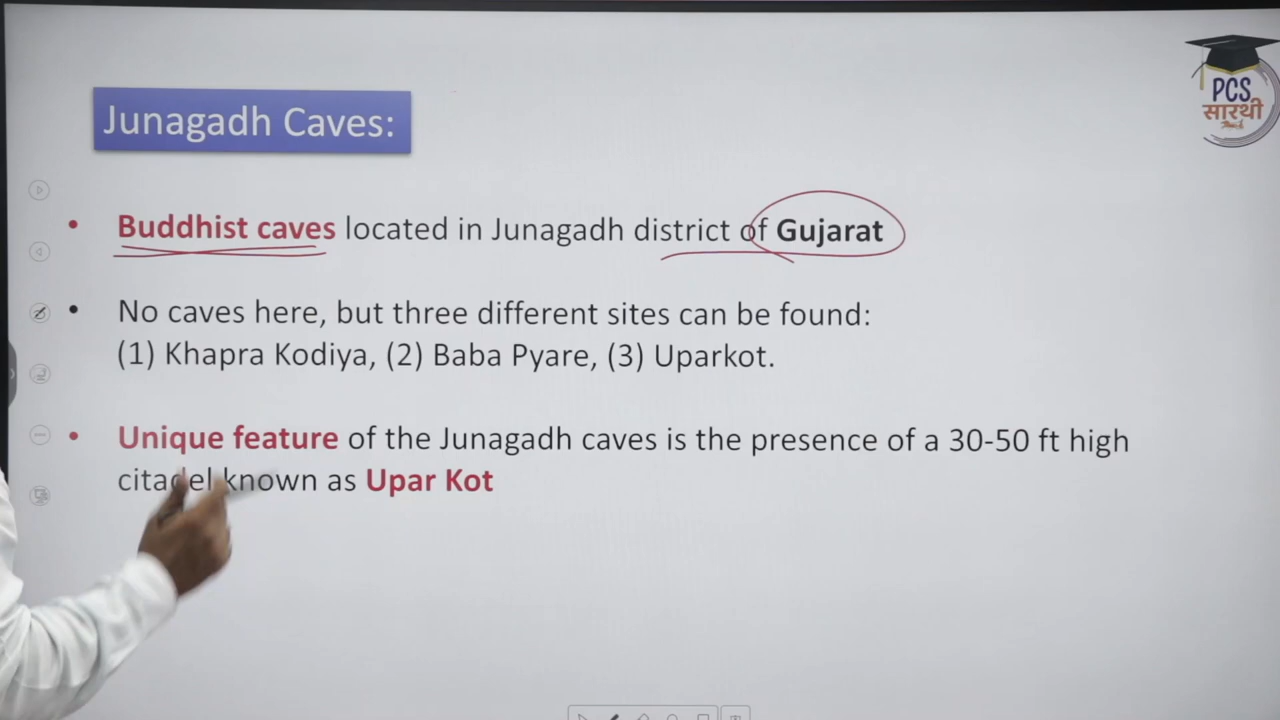 PCS
सारथी
Junagadh Caves:
• Buddhist caves located in Junagadh district of Gujarat
• No caves here, but three different sites can be found:
(1) Khapra Kodiya, (2) Baba Pyare, (3) Uparkot.
• Unique feature of the Junagadh caves is the presence of a 30-50 ft high
citadel known as Upar Kot